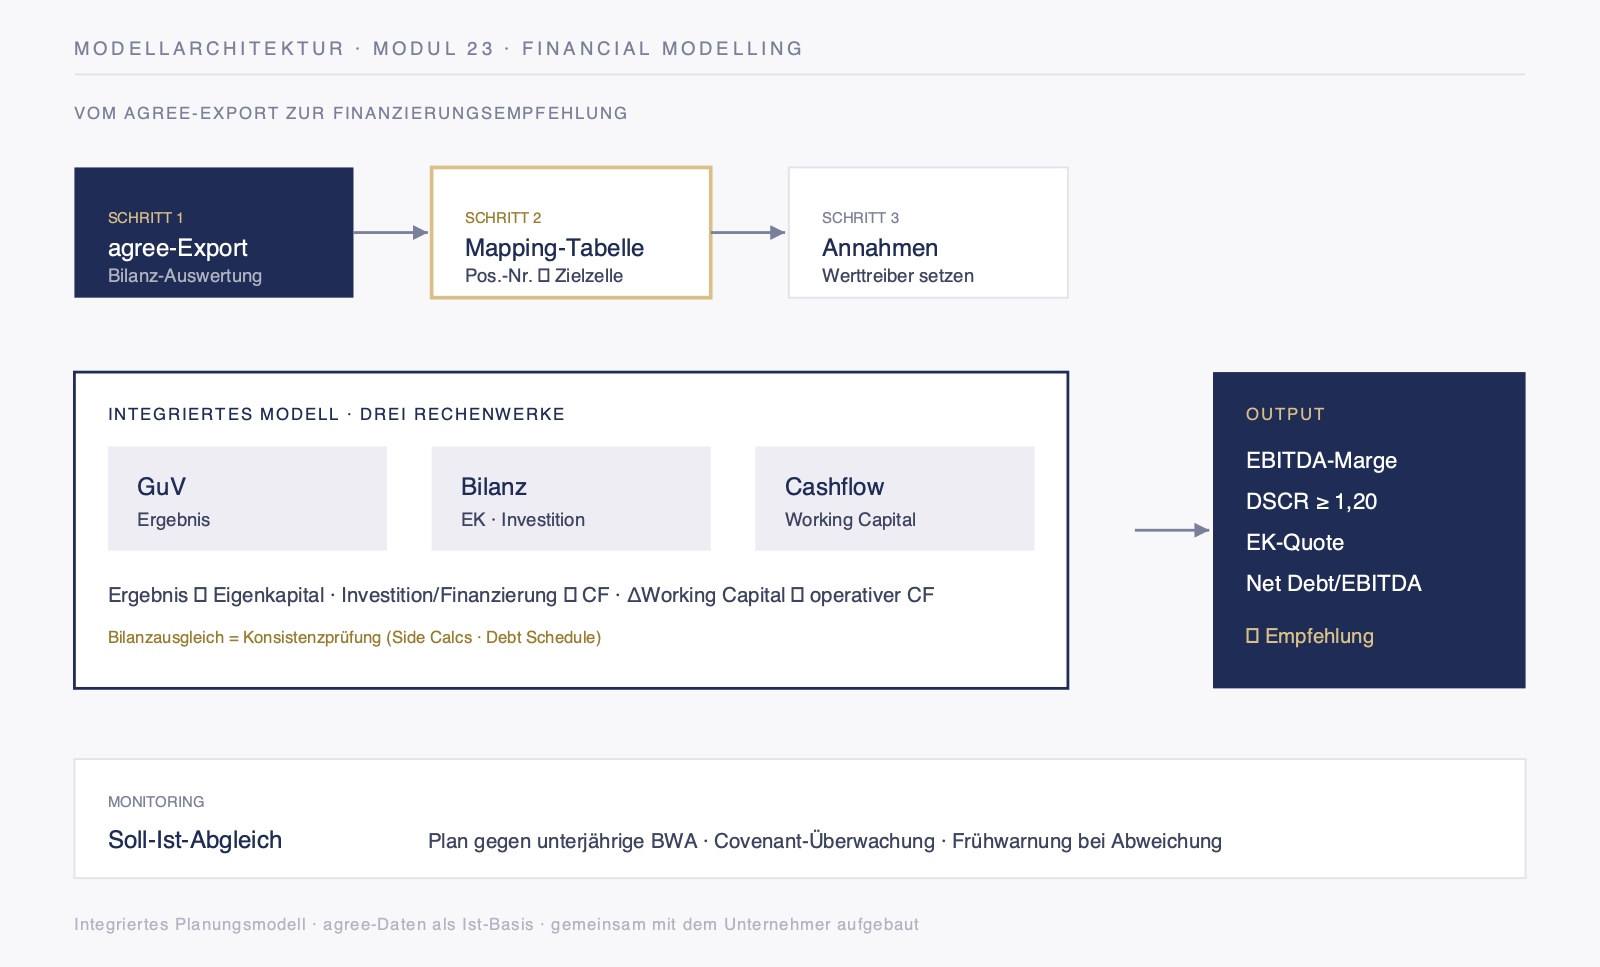 MODELLARCHITEKTUR · MODUL 23 · FINANCIAL MODELLING
VOM AGREE-EXPORT ZUR FINANZIERUNGSEMPFEHLUNG
SCHRITT 1
agree-Export
Bilanz-Auswertung
SCHRITT 2
Mapping-Tabelle
Pos.-Nr. □ Zielzelle
SCHRITT 3
Annahmen
Werttreiber setzen
INTEGRIERTES MODELL · DREI RECHENWERKE
GuV
Ergebnis
Bilanz
EK · Investition
Cashflow
Working Capital
Ergebnis □ Eigenkapital · Investition/Finanzierung □ CF · ΔWorking Capital □ operativer CF
Bilanzausgleich = Konsistenzprüfung (Side Calcs · Debt Schedule)
OUTPUT
EBITDA-Marge
DSCR ≥ 1,20
EK-Quote
Net Debt/EBITDA
□ Empfehlung
MONITORING
Soll-Ist-Abgleich
Plan gegen unterjährige BWA · Covenant-Überwachung · Frühwarnung bei Abweichung
Integriertes Planungsmodell · agree-Daten als Ist-Basis · gemeinsam mit dem Unternehmer aufgebaut